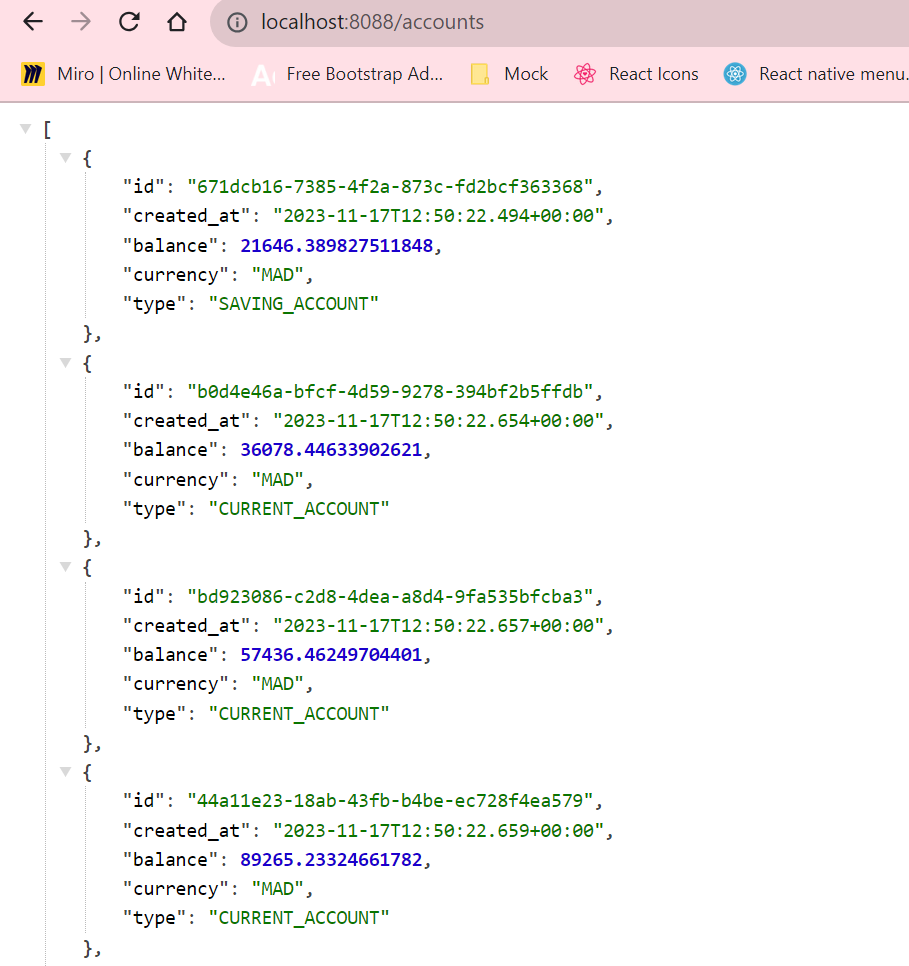 localhost:8088/accounts
Miro | Online White... Free Bootstrap Ad... Mock React Icons React native menu.
[
{
"id": "671dcb16-7385-4f2a-873c-fd2bcf363368",
"created_at": "2023-11-17T12:50:22.494+00:00",
"balance": 21646.389827511848,
"currency": "MAD",
"type": "SAVING_ACCOUNT"
},
{
"id": "b0d4e46a-bfcf-4d59-9278-394bf2b5ffdb",
"created_at": "2023-11-17T12:50:22.654+00:00",
"balance": 36078.44633902621,
"currency": "MAD",
"type": "CURRENT_ACCOUNT"
},
{
"id": "bd923086-c2d8-4dea-a8d4-9fa535bfcba3",
"created_at": "2023-11-17T12:50:22.657+00:00",
"balance": 57436.46249704401,
"currency": "MAD",
"type": "CURRENT_ACCOUNT"
},
{
"id": "44a11e23-18ab-43fb-b4be-ec728f4ea579",
"created_at": "2023-11-17T12:50:22.659+00:00",
"balance": 89265.23324661782,
"currency": "MAD",
"type": "CURRENT_ACCOUNT"
},